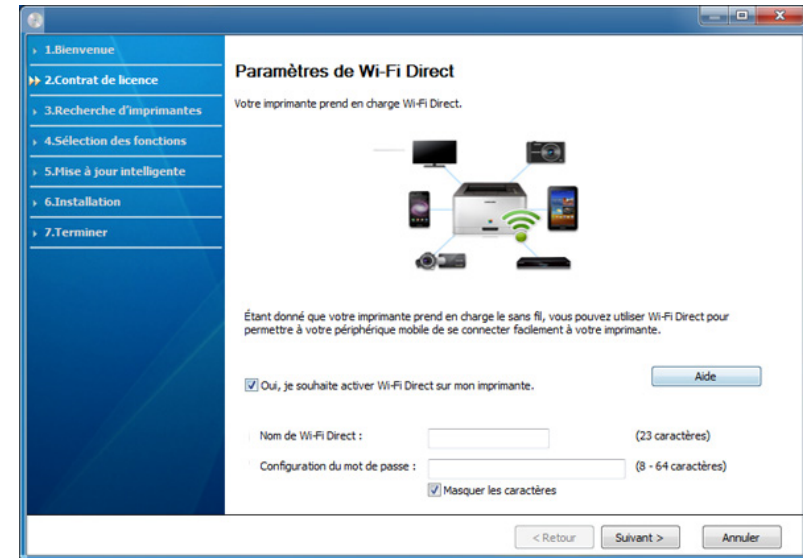 1.Bienvenue
2.Contrat de licence
3.Recherche d'imprimantes
4.Sélection des fonctions
5.Mise à jour intelligente
6.Installation
7.Terminer
Paramètres de Wi-Fi Direct
Votre imprimante prend en charge Wi-Fi Direct.
Étant donné que votre imprimante prend en charge le sans fil, vous pouvez utiliser Wi-Fi Direct pour
permettre à votre périphérique mobile de se connecter facilement à votre imprimante.
Oui, je souhaite activer Wi-Fi Direct sur mon imprimante.
Aide
Nom de Wi-Fi Direct :
(23 caractères)
Configuration du mot de passe :
(8 - 64 caractères)
Masquer les caractères
< Retour
Suivant >
Annuler